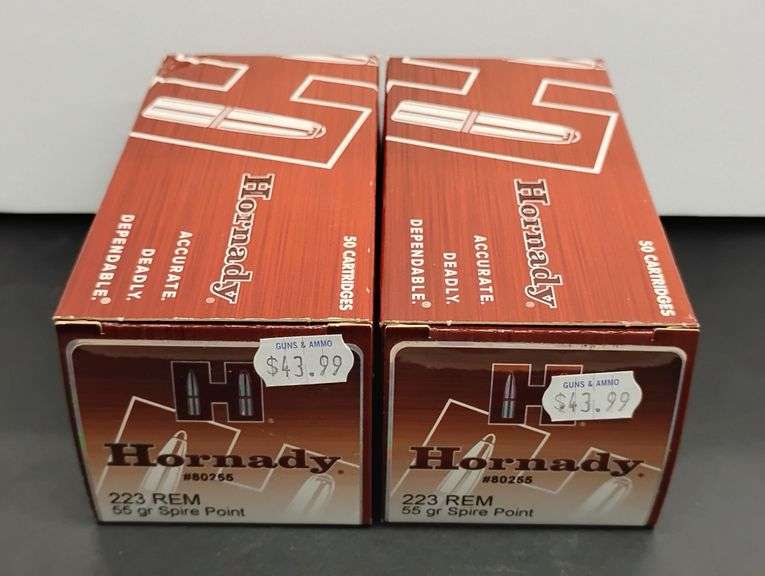 Hornady®
ACCURATE.
DEADLY.
DEPENDABLE.®
50 CARTRIDGES
GUNS & AMMO
$43.99
H
Hornady®
#80255
223 REM
55 gr Spire Point
Hornady®
ACCURATE.
DEADLY.
DEPENDABLE.®
50 CARTRIDGES
H
GUNS & AMMO
$43.99
Hornady®
#80255
223 REM
55 gr Spire Point